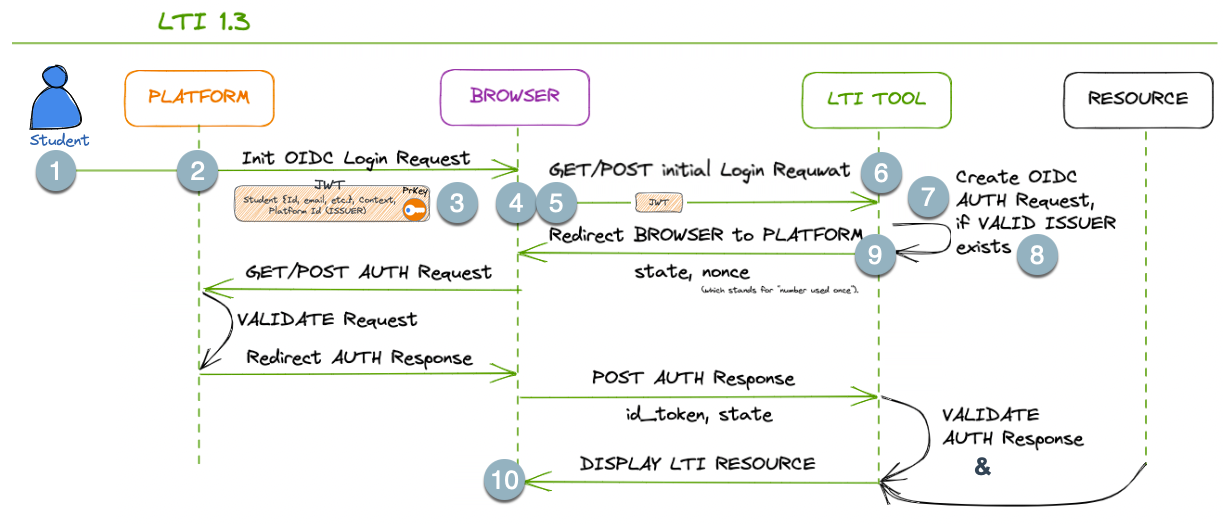 LTI 1.3
PLATFORM
BROWSER
LTI TOOL
RESOURCE
Student
1
2
Init OIDC Login Request
JWT
Student {Id, email, etc.}, Context,
Platform Id (ISSUER)
PrKey
3
4
5
GET/POST initial Login Requwat
JWT
6
7
Create OIDC
AUTH Request,
if VALID ISSUER
exists
8
Redirect BROWSER to PLATFORM
9
state, nonce
(which stands for "number used once").
GET/POST AUTH Request
VALIDATE Request
Redirect AUTH Response
POST AUTH Response
id_token, state
VALIDATE
AUTH Response
&
DISPLAY LTI RESOURCE
10